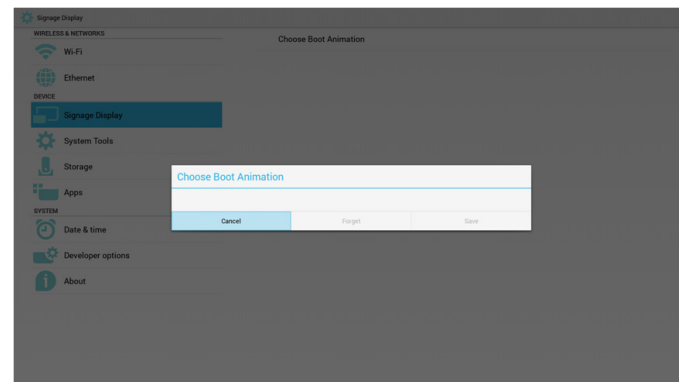 Signage Display
WIRELESS & NETWORKS
Wi-Fi
Ethernet
DEVICE
Signage Display
System Tools
Storage
Apps
SYSTEM
Date & time
Developer options
About
Choose Boot Animation
Choose Boot Animation
Cancel
Forget
Save